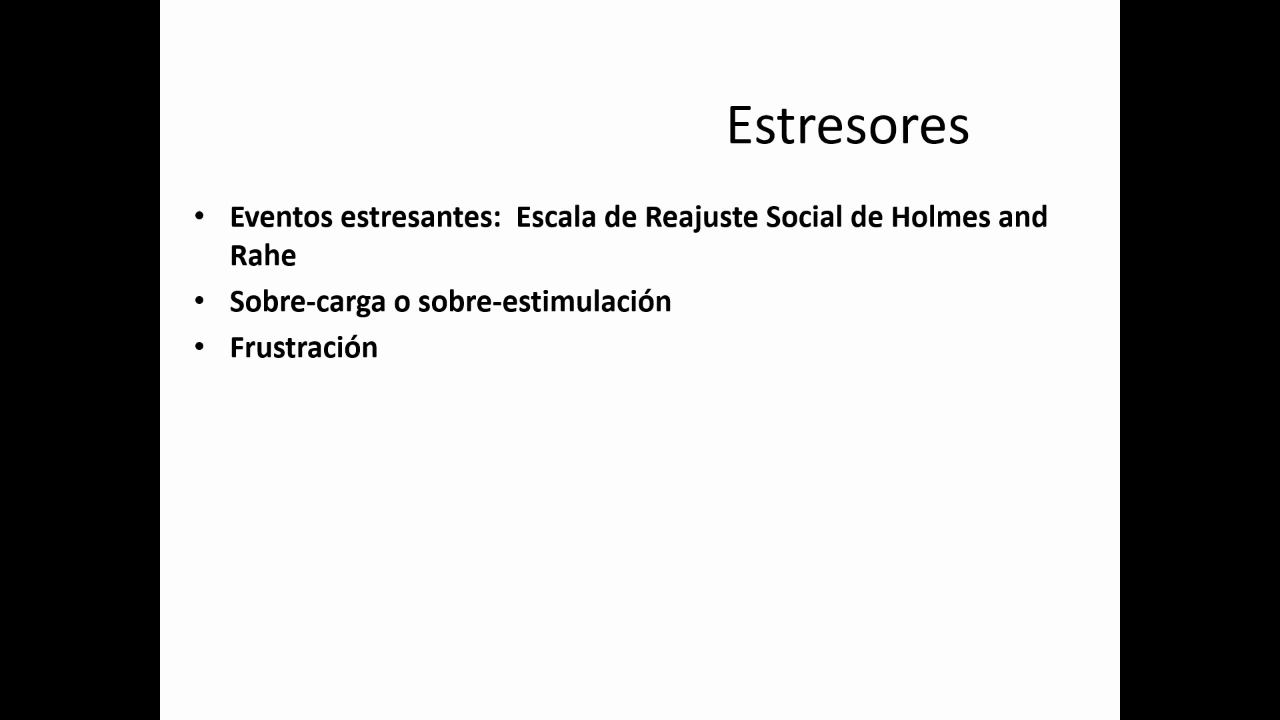 Estresores
• Eventos estresantes:  Escala de Reajuste Social de Holmes and
Rahe
• Sobre-carga o sobre-estimulación
• Frustración